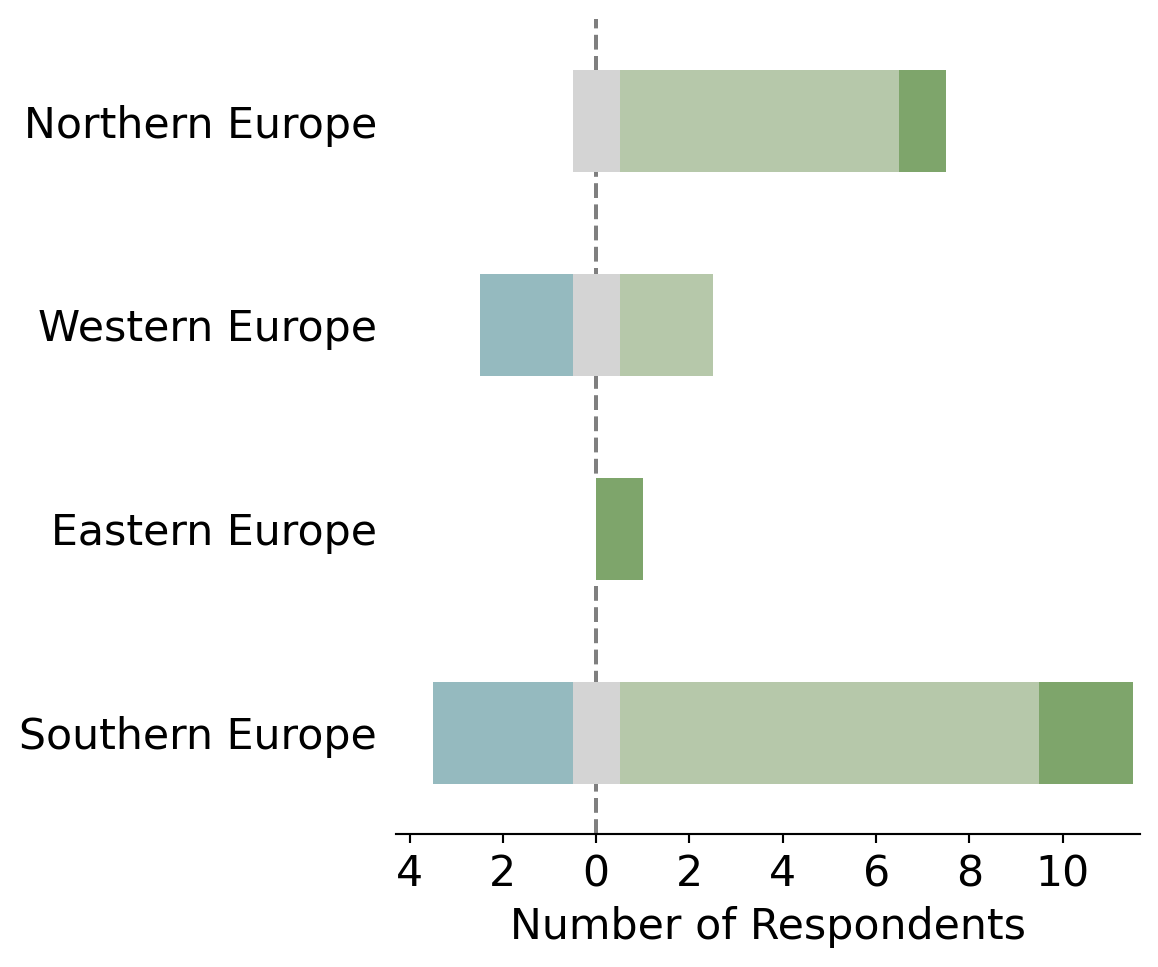 Northern Europe
Western Europe
Eastern Europe
Southern Europe
4 2 0 2 4 6 8 10
Number of Respondents